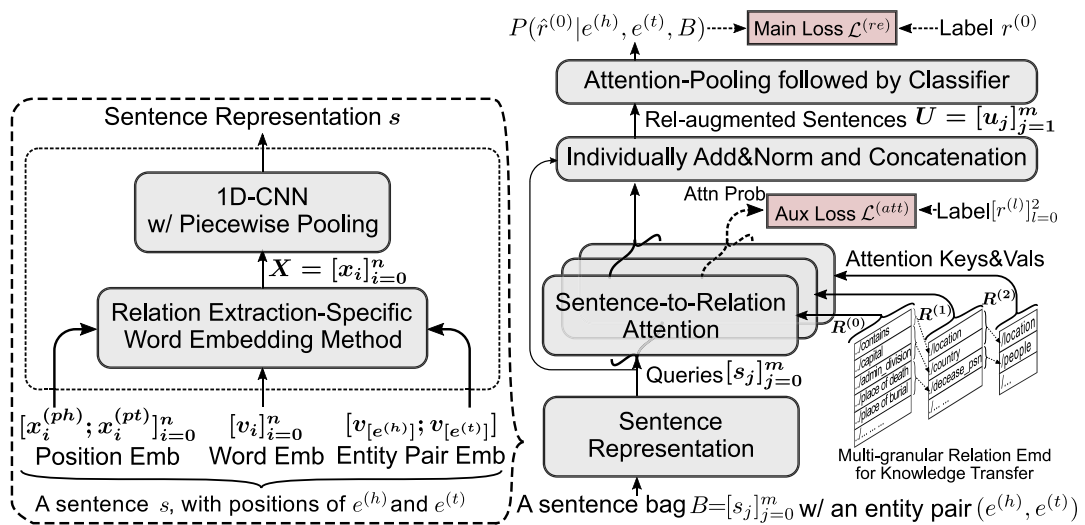 Sentence Representation s
1D-CNN
w/ Piecewise Pooling
X = [x_i]_{i=0}^n
Relation Extraction-Specific
Word Embedding Method
[x_i^{(ph)}; x_i^{(pt)}]_{i=0}^n
Position Emb
[v_i]_{i=0}^n
Word Emb
[v_{[e^{(h)}]}; v_{[e^{(t)}]}]
Entity Pair Emb
A sentence s, with positions of e^{(h)} and e^{(t)}
P(r̂^{(0)}|e^{(h)}, e^{(t)}, B)
Main Loss ℒ^{(re)}
Label r^{(0)}
Attention-Pooling followed by Classifier
Rel-augmented Sentences U = [u_j]_{j=1}^m
Individually Add&Norm and Concatenation
Attn Prob
Aux Loss ℒ^{(att)}
Label[r^{(l)}]_{l=0}^2
Attention Keys&Vals
Sentence-to-Relation
Attention
R^{(0)}
R^{(1)}
R^{(2)}
../contains
../capital
../admin_division
../place of death
../place of burial
../... ...
/location
/country
/decease_psn
/... ...
/location
/people
/...
Multi-granular Relation Emd
for Knowledge Transfer
Queries [s_j]_{j=0}^m
Sentence
Representation
A sentence bag B=[s_j]_{j=0}^m w/ an entity pair (e^{(h)}, e^{(t)})